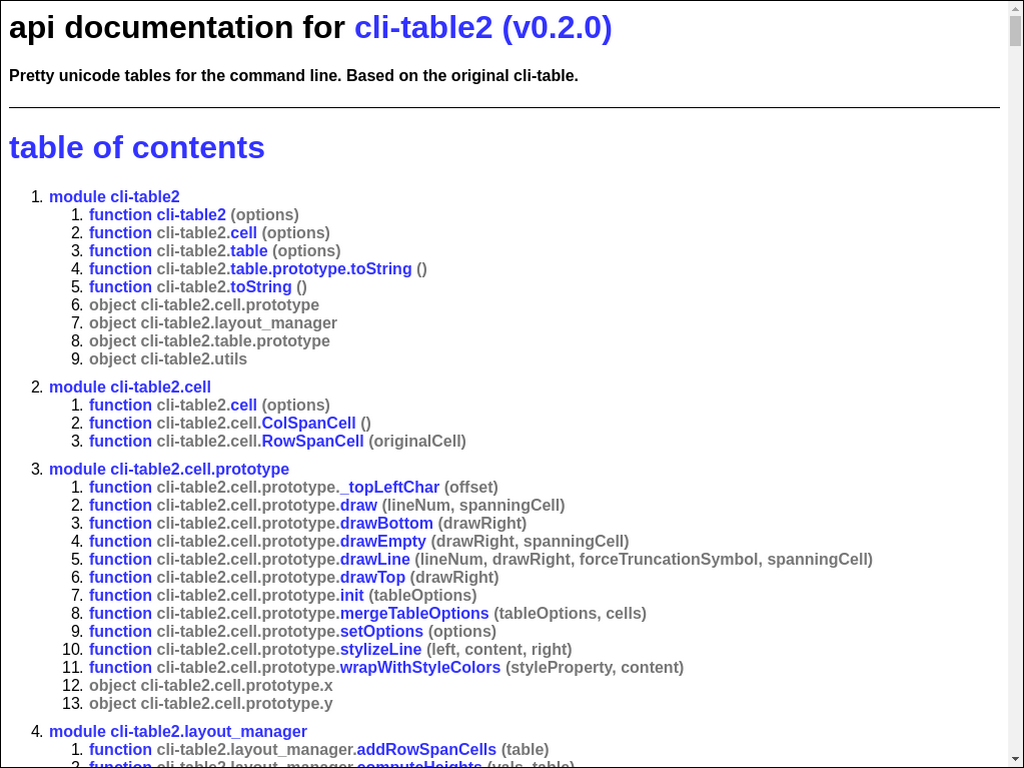 api documentation for cli-table2 (v0.2.0)
Pretty unicode tables for the command line. Based on the original cli-table.
table of contents
1. module cli-table2
1. function cli-table2 (options)
2. function cli-table2.cell (options)
3. function cli-table2.table (options)
4. function cli-table2.table.prototype.toString ()
5. function cli-table2.toString ()
6. object cli-table2.cell.prototype
7. object cli-table2.layout_manager
8. object cli-table2.table.prototype
9. object cli-table2.utils
2. module cli-table2.cell
1. function cli-table2.cell (options)
2. function cli-table2.cell.ColSpanCell ()
3. function cli-table2.cell.RowSpanCell (originalCell)
3. module cli-table2.cell.prototype
1. function cli-table2.cell.prototype._topLeftChar (offset)
2. function cli-table2.cell.prototype.draw (lineNum, spanningCell)
3. function cli-table2.cell.prototype.drawBottom (drawRight)
4. function cli-table2.cell.prototype.drawEmpty (drawRight, spanningCell)
5. function cli-table2.cell.prototype.drawLine (lineNum, drawRight, forceTruncationSymbol, spanningCell)
6. function cli-table2.cell.prototype.drawTop (drawRight)
7. function cli-table2.cell.prototype.init (tableOptions)
8. function cli-table2.cell.prototype.mergeTableOptions (tableOptions, cells)
9. function cli-table2.cell.prototype.setOptions (options)
10. function cli-table2.cell.prototype.stylizeLine (left, content, right)
11. function cli-table2.cell.prototype.wrapWithStyleColors (styleProperty, content)
12. object cli-table2.cell.prototype.x
13. object cli-table2.cell.prototype.y
4. module cli-table2.layout_manager
1. function cli-table2.layout_manager.addRowSpanCells (table)
2. function cli-table2.layout_manager.computeHeights (vals, table)